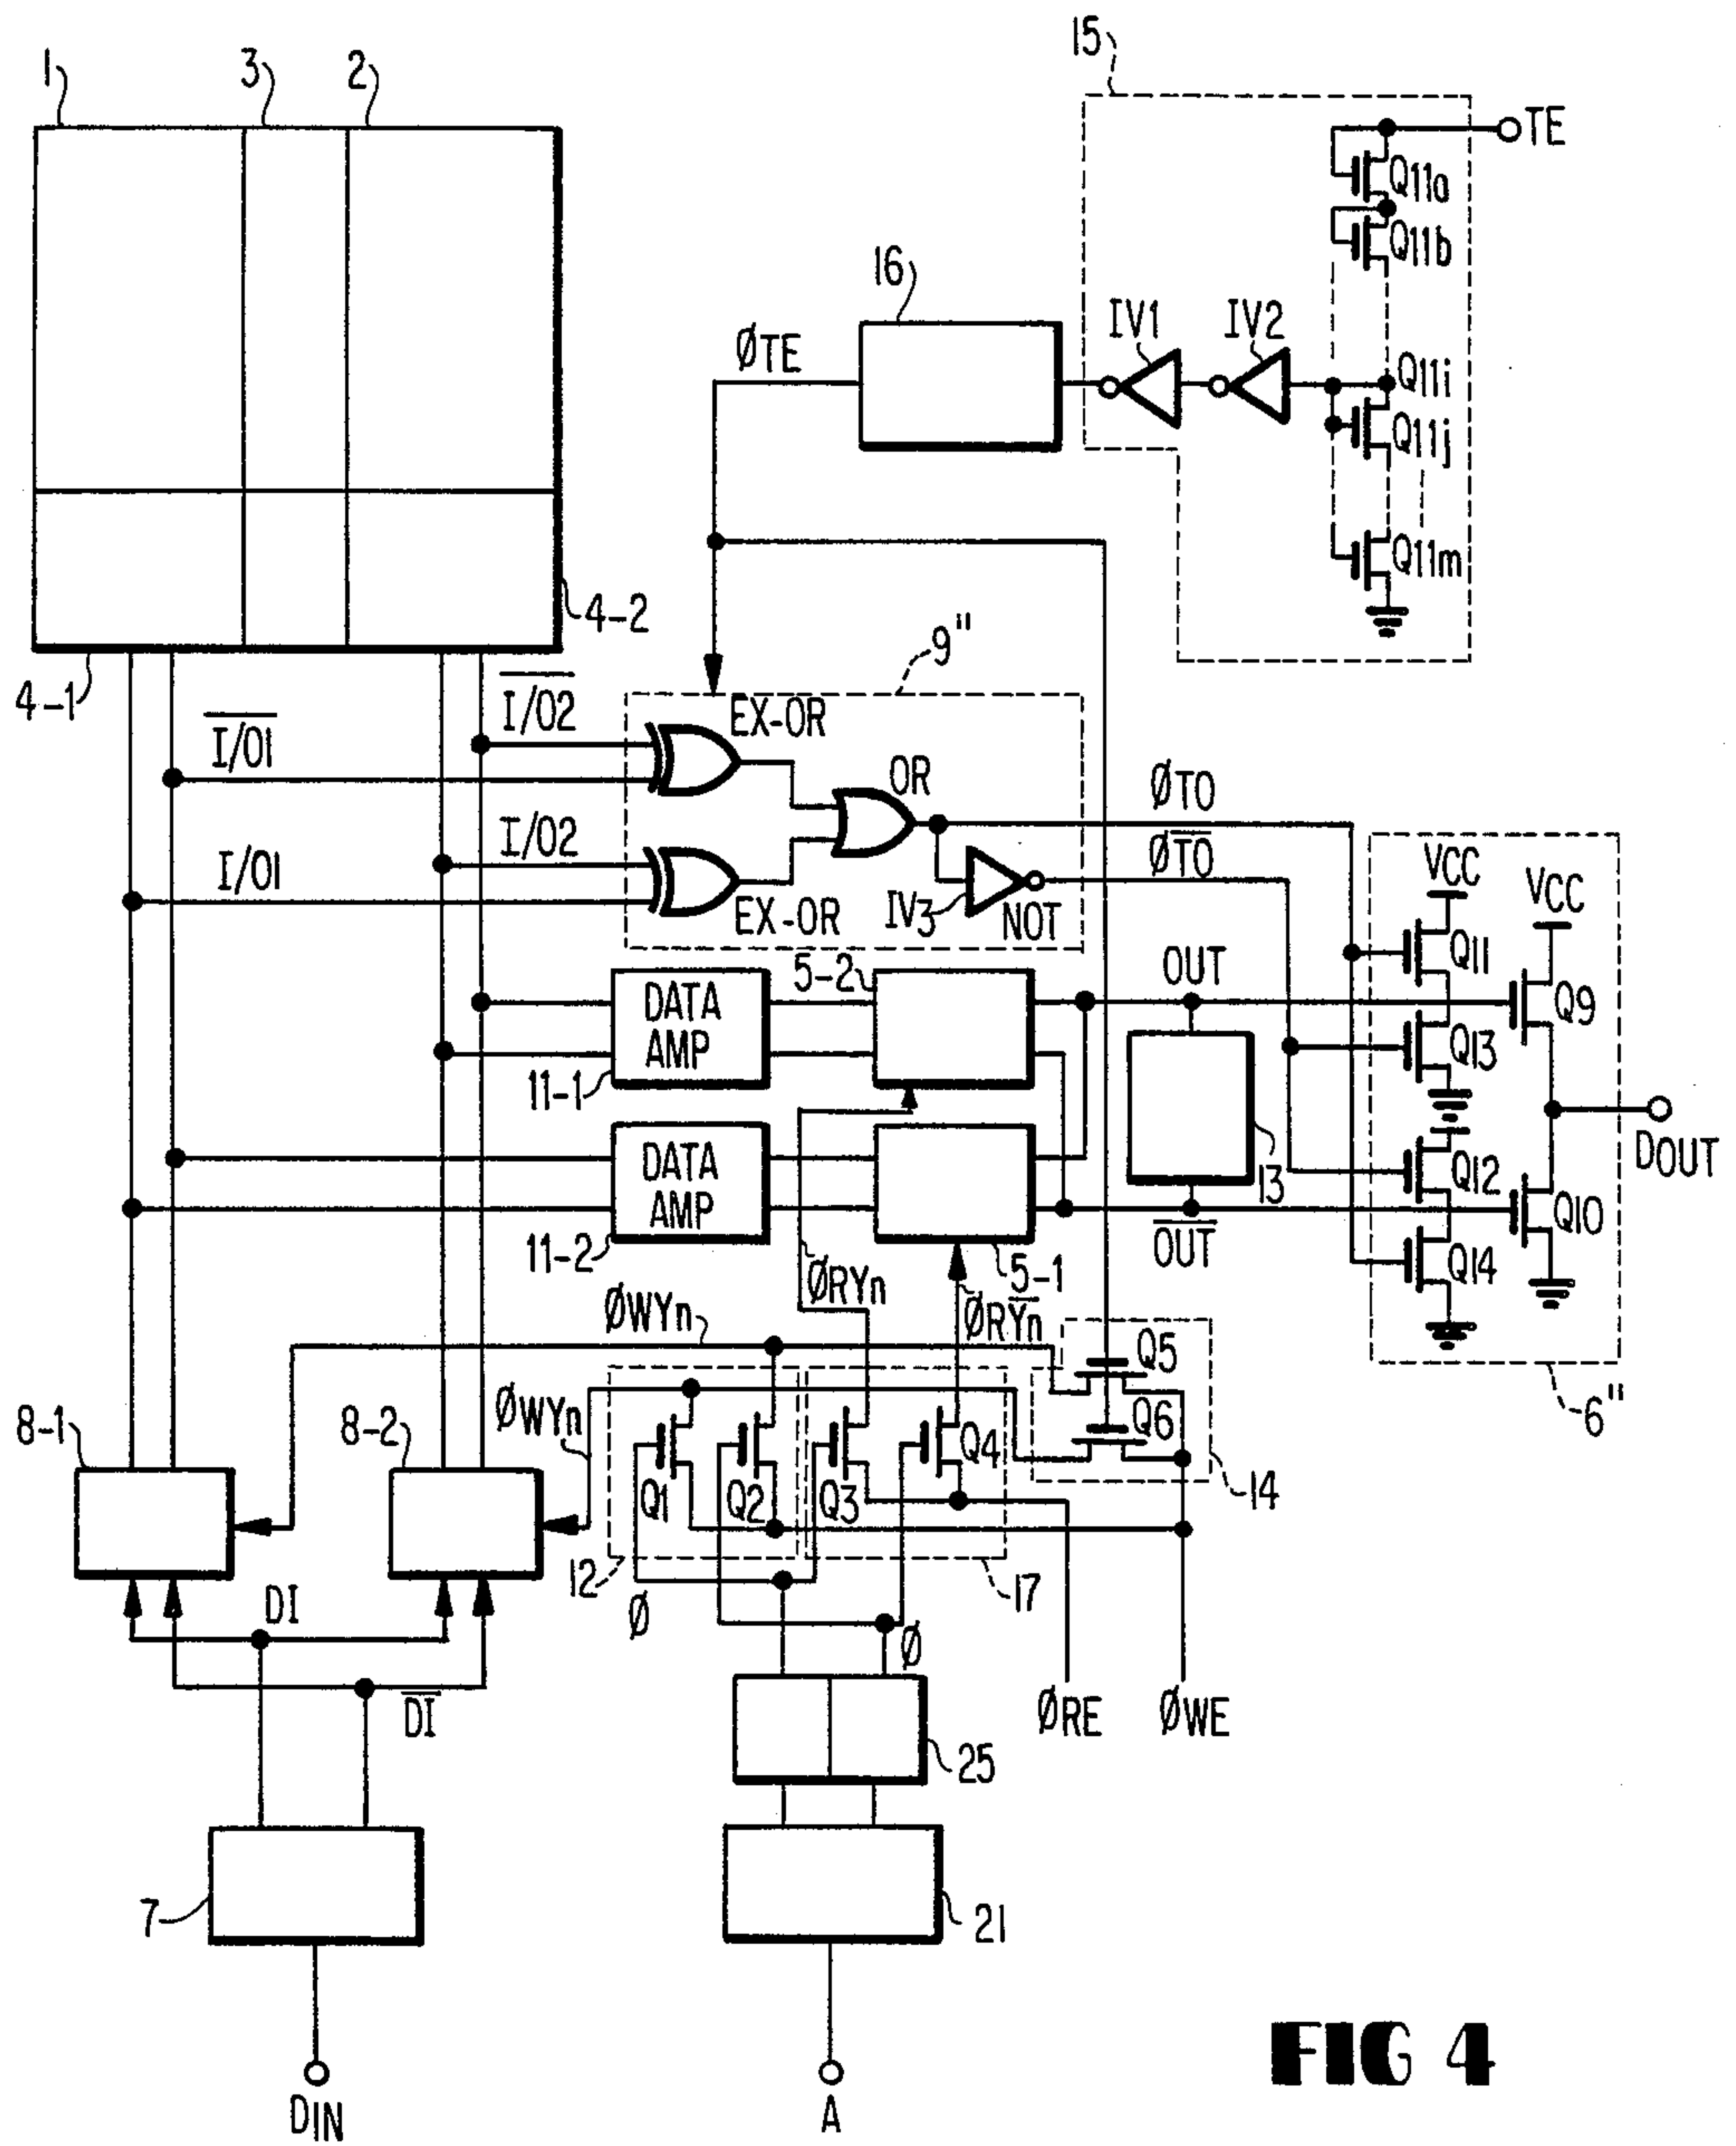 1
3
2
15
TE
Q11a
Q11b
16
IV1
IV2
ØTE
Q11i
Q11j
Q11m
4-2
9"
4-1
I/O2
I/O1
EX-OR
OR
ØTO
I/O2
ØTO
I/O1
VCC
VCC
EX-OR
IV3
NOT
Q11
5-2
OUT
DATA
AMP
Q9
Q13
11-1
DOUT
DATA
AMP
13
Q12
Q10
11-2
OUT
ØRYn
5-1
Q14
ØWYn
ØRYn
Q5
8-1
8-2
ØWYn
Q6
6"
Q4
Q1
Q2
Q3
14
12
17
DI
Ø
Ø
DI
ØRE
ØWE
25
7
21
DIN
A
FIG 4